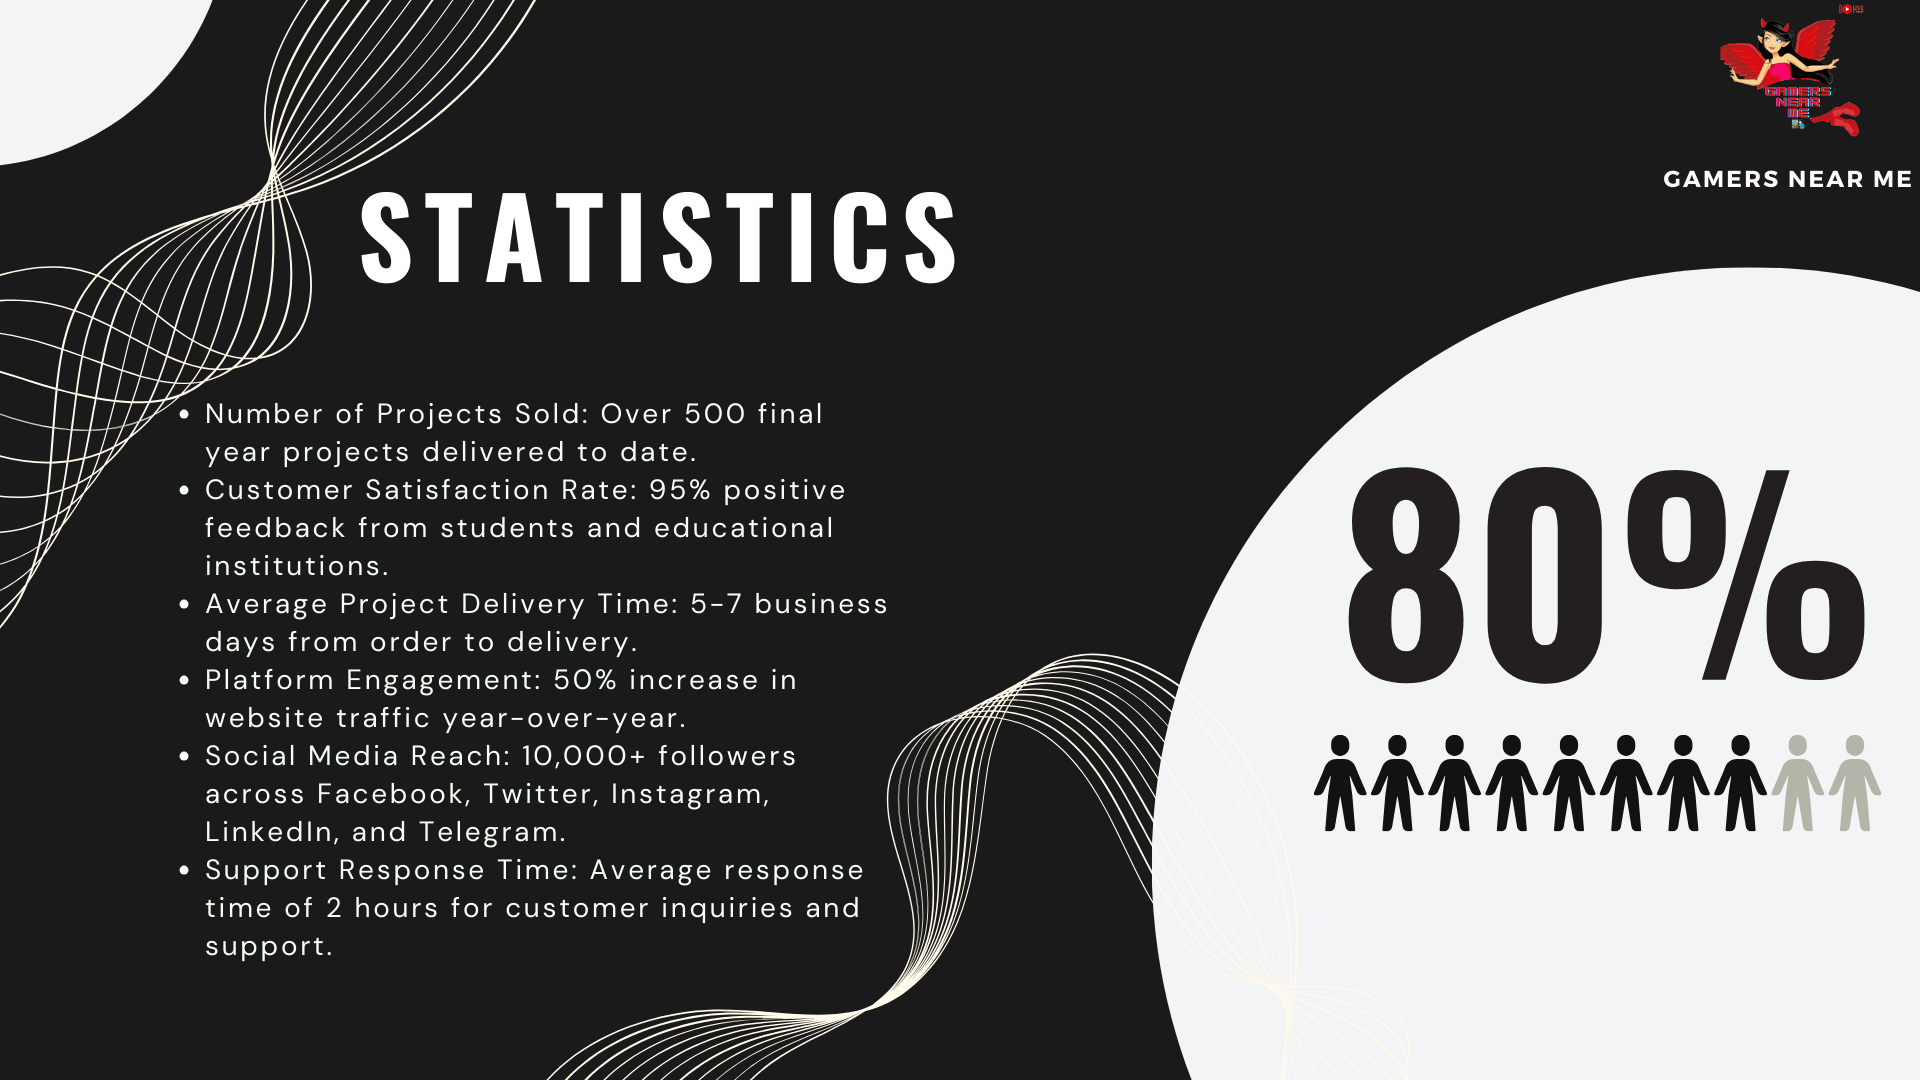 LIVE
GAMERS
NEAR
ME
GAMERS NEAR ME
STATISTICS
• Number of Projects Sold: Over 500 final
year projects delivered to date.
• Customer Satisfaction Rate: 95% positive
feedback from students and educational
institutions.
• Average Project Delivery Time: 5-7 business
days from order to delivery.
• Platform Engagement: 50% increase in
website traffic year-over-year.
• Social Media Reach: 10,000+ followers
across Facebook, Twitter, Instagram,
LinkedIn, and Telegram.
• Support Response Time: Average response
time of 2 hours for customer inquiries and
support.
80%